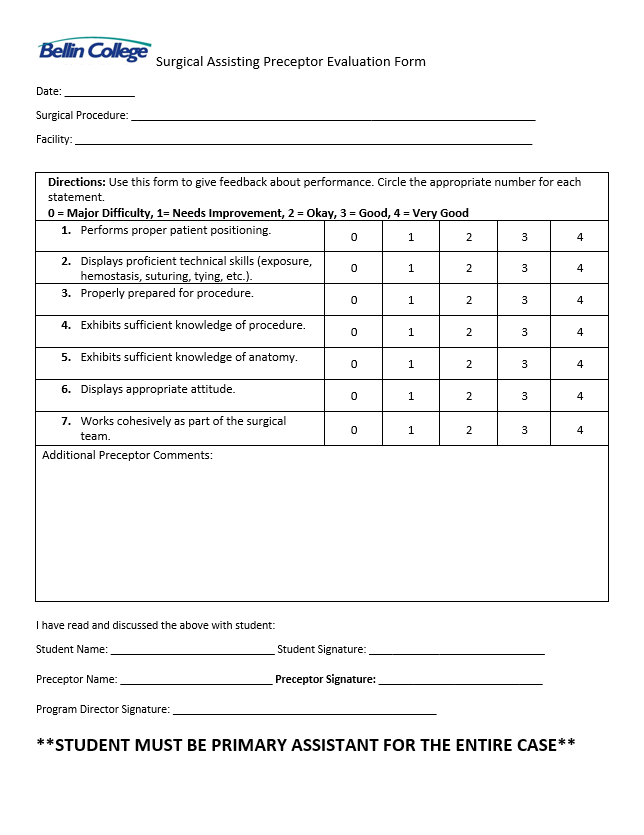 Bellin College
Surgical Assisting Preceptor Evaluation Form
Date: ____________
Surgical Procedure: ____________________________________________________________________
Facility: _____________________________________________________________________________
Directions: Use this form to give feedback about performance. Circle the appropriate number for each
statement.
0 = Major Difficulty, 1= Needs Improvement, 2 = Okay, 3 = Good, 4 = Very Good
1. Performs proper patient positioning. 0 1 2 3 4
2. Displays proficient technical skills (exposure,
hemostasis, suturing, tying, etc.). 0 1 2 3 4
3. Properly prepared for procedure. 0 1 2 3 4
4. Exhibits sufficient knowledge of procedure. 0 1 2 3 4
5. Exhibits sufficient knowledge of anatomy. 0 1 2 3 4
6. Displays appropriate attitude. 0 1 2 3 4
7. Works cohesively as part of the surgical
team. 0 1 2 3 4
Additional Preceptor Comments:
I have read and discussed the above with student:
Student Name: ____________________________ Student Signature: ______________________________
Preceptor Name: __________________________ Preceptor Signature: ____________________________
Program Director Signature: _____________________________________________
**STUDENT MUST BE PRIMARY ASSISTANT FOR THE ENTIRE CASE**